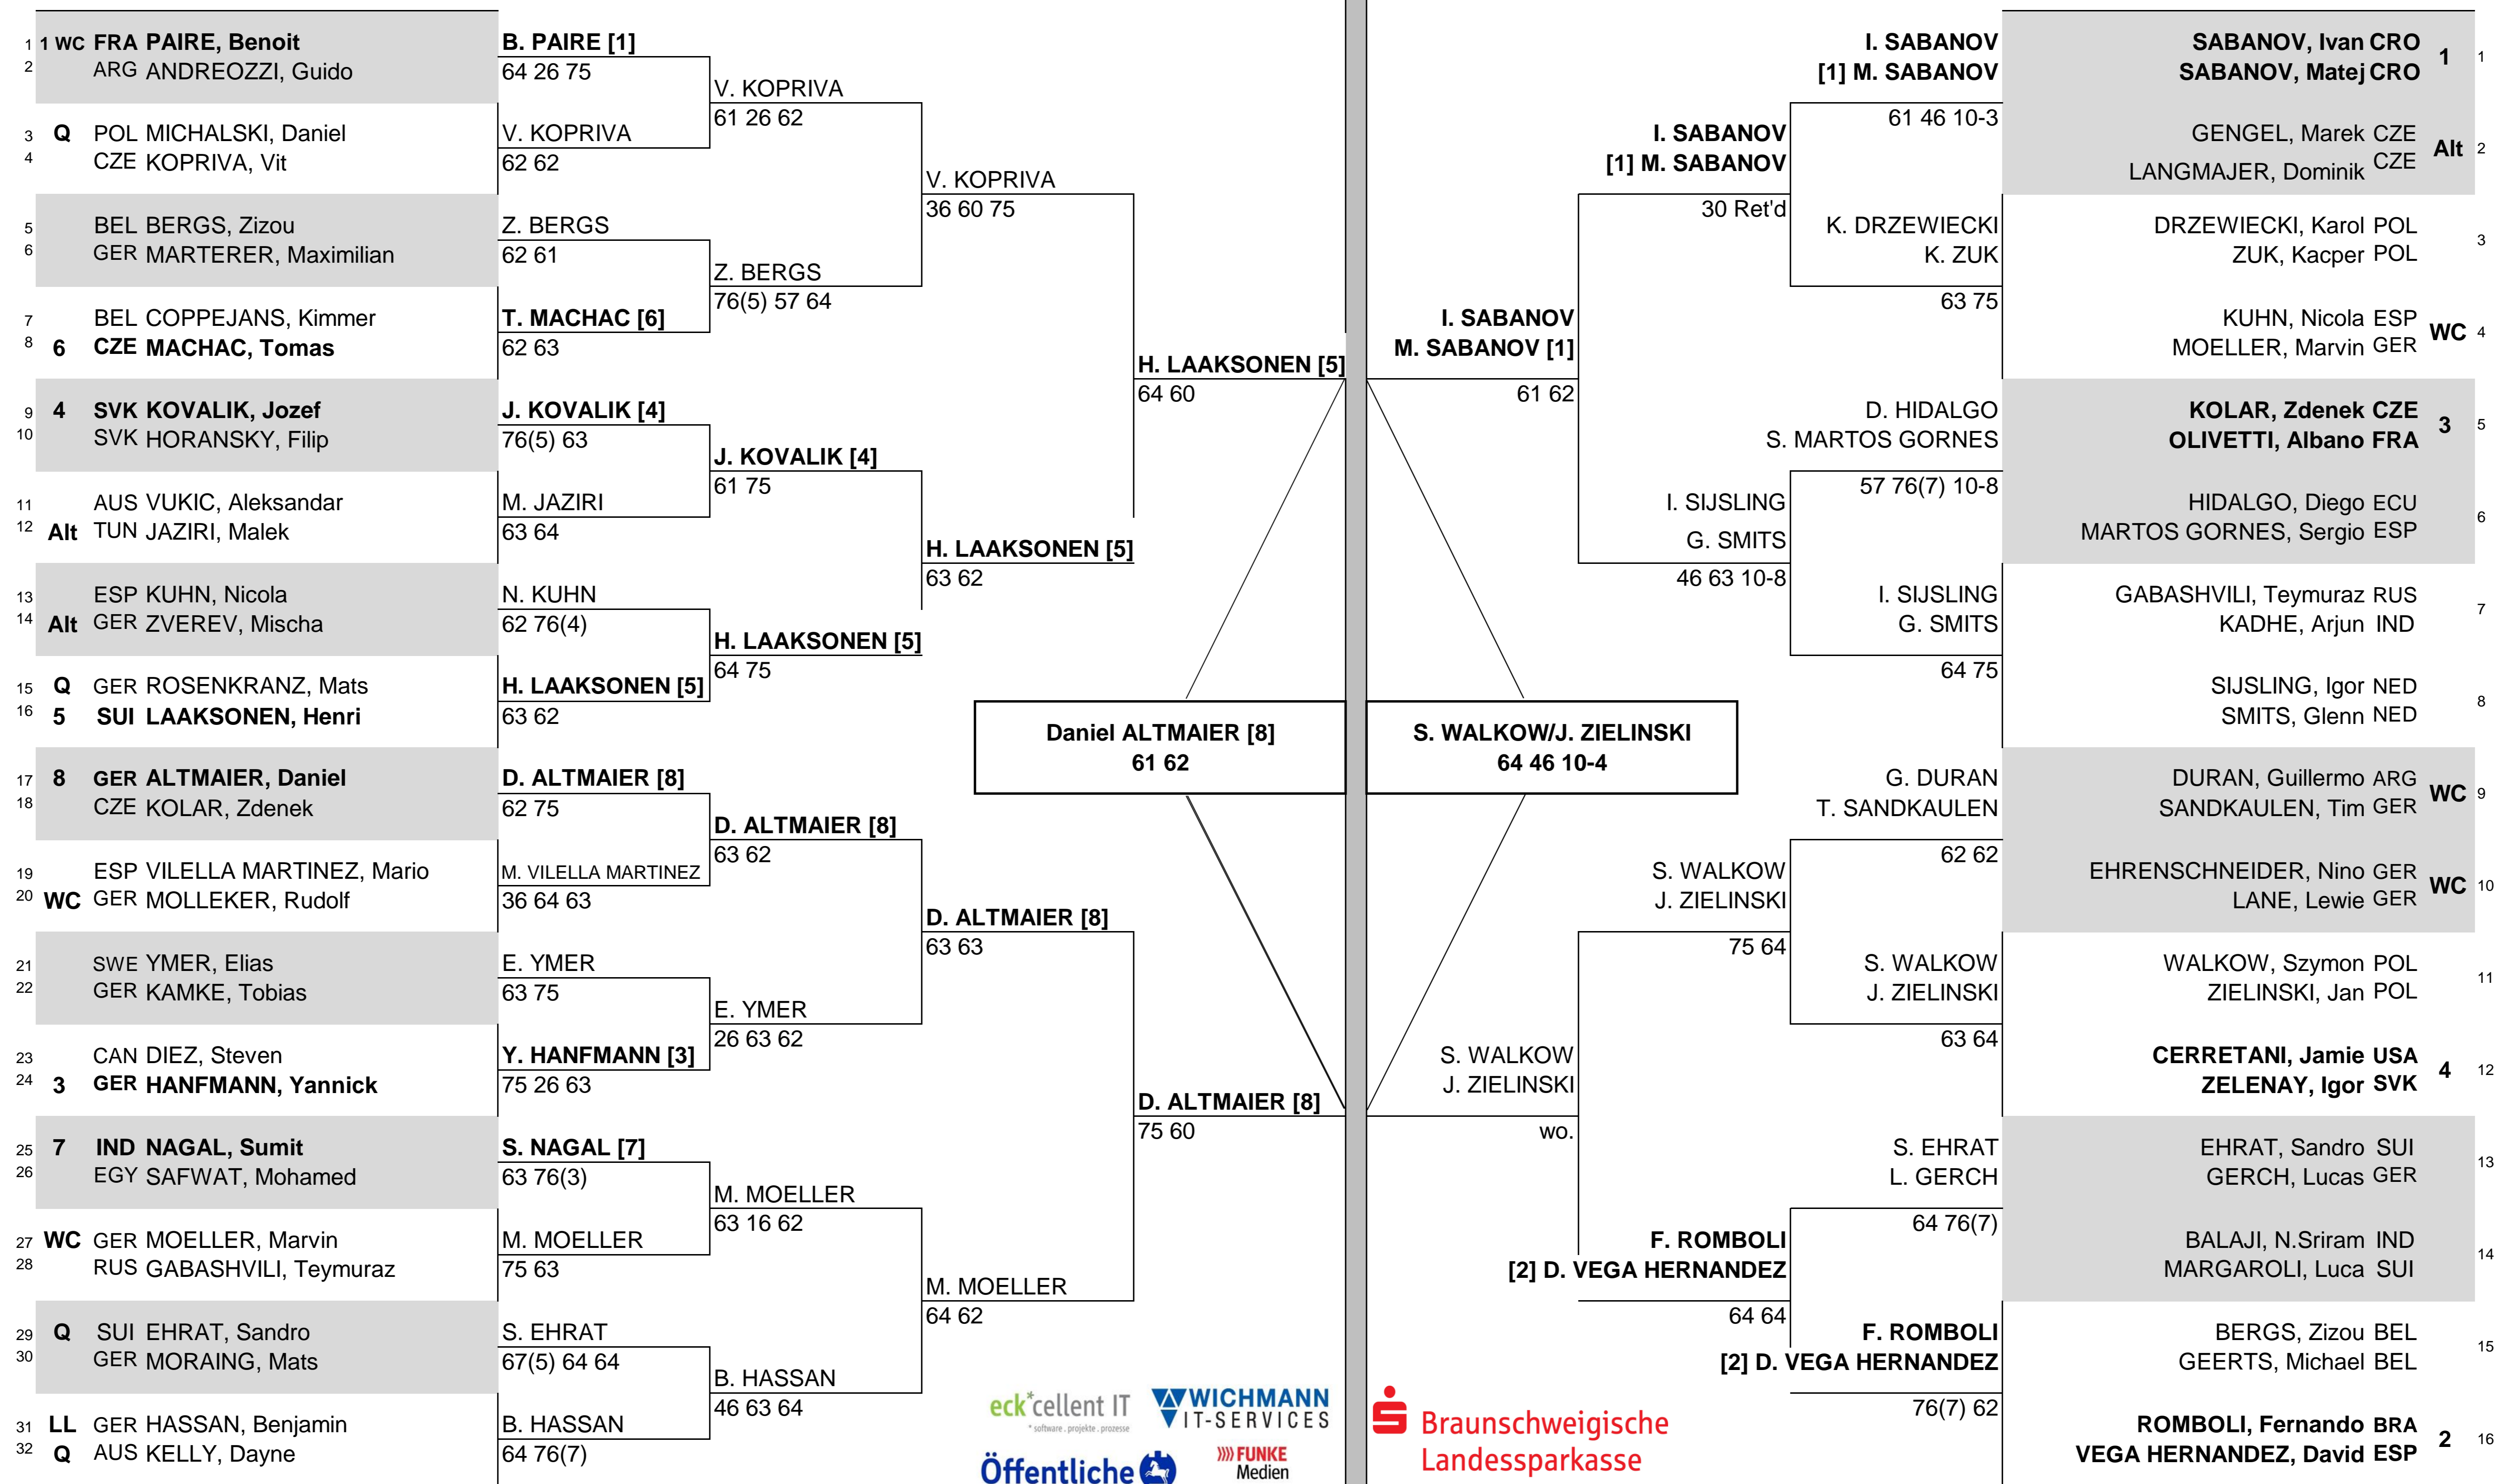 1 1 WC FRA PAIRE, Benoit
2 ARG ANDREOZZI, Guido
3 Q POL MICHALSKI, Daniel
4 CZE KOPRIVA, Vit
5 BEL BERGS, Zizou
6 GER MARTERER, Maximilian
7 BEL COPPEJANS, Kimmer
8 6 CZE MACHAC, Tomas
9 4 SVK KOVALIK, Jozef
10 SVK HORANSKY, Filip
11 AUS VUKIC, Aleksandar
12 Alt TUN JAZIRI, Malek
13 ESP KUHN, Nicola
14 Alt GER ZVEREV, Mischa
15 Q GER ROSENKRANZ, Mats
16 5 SUI LAAKSONEN, Henri
17 8 GER ALTMAIER, Daniel
18 CZE KOLAR, Zdenek
19 ESP VILELLA MARTINEZ, Mario
20 WC GER MOLLEKER, Rudolf
21 SWE YMER, Elias
22 GER KAMKE, Tobias
23 CAN DIEZ, Steven
24 3 GER HANFMANN, Yannick
25 7 IND NAGAL, Sumit
26 EGY SAFWAT, Mohamed
27 WC GER MOELLER, Marvin
28 RUS GABASHVILI, Teymuraz
29 Q SUI EHRAT, Sandro
30 GER MORAING, Mats
31 LL GER HASSAN, Benjamin
32 Q AUS KELLY, Dayne
B. PAIRE [1]
64 26 75
V. KOPRIVA
62 62
Z. BERGS
62 61
T. MACHAC [6]
62 63
J. KOVALIK [4]
76(5) 63
M. JAZIRI
63 64
N. KUHN
62 76(4)
H. LAAKSONEN [5]
63 62
D. ALTMAIER [8]
62 75
M. VILELLA MARTINEZ
36 64 63
E. YMER
63 75
Y. HANFMANN [3]
75 26 63
S. NAGAL [7]
63 76(3)
M. MOELLER
75 63
S. EHRAT
67(5) 64 64
B. HASSAN
64 76(7)
V. KOPRIVA
61 26 62
Z. BERGS
76(5) 57 64
J. KOVALIK [4]
61 75
H. LAAKSONEN [5]
64 75
D. ALTMAIER [8]
63 62
E. YMER
26 63 62
M. MOELLER
63 16 62
B. HASSAN
46 63 64
V. KOPRIVA
36 60 75
H. LAAKSONEN [5]
63 62
D. ALTMAIER [8]
63 63
M. MOELLER
64 62
H. LAAKSONEN [5]
64 60
D. ALTMAIER [8]
75 60
Daniel ALTMAIER [8]
61 62
S. WALKOW/J. ZIELINSKI
64 46 10-4
I. SABANOV
M. SABANOV [1]
61 62
S. WALKOW
J. ZIELINSKI
wo.
I. SABANOV
[1] M. SABANOV
30 Ret'd
I. SIJSLING
G. SMITS
46 63 10-8
S. WALKOW
J. ZIELINSKI
75 64
F. ROMBOLI
[2] D. VEGA HERNANDEZ
64 64
I. SABANOV
[1] M. SABANOV
61 46 10-3
K. DRZEWIECKI
K. ZUK
63 75
D. HIDALGO
S. MARTOS GORNES
57 76(7) 10-8
I. SIJSLING
G. SMITS
64 75
G. DURAN
T. SANDKAULEN
62 62
S. WALKOW
J. ZIELINSKI
63 64
S. EHRAT
L. GERCH
64 76(7)
F. ROMBOLI
[2] D. VEGA HERNANDEZ
76(7) 62
SABANOV, Ivan CRO
SABANOV, Matej CRO 1 1
GENGEL, Marek CZE
LANGMAJER, Dominik CZE Alt 2
DRZEWIECKI, Karol POL
ZUK, Kacper POL 3
KUHN, Nicola ESP
MOELLER, Marvin GER WC 4
KOLAR, Zdenek CZE
OLIVETTI, Albano FRA 3 5
HIDALGO, Diego ECU
MARTOS GORNES, Sergio ESP 6
GABASHVILI, Teymuraz RUS
KADHE, Arjun IND 7
SIJSLING, Igor NED
SMITS, Glenn NED 8
DURAN, Guillermo ARG
SANDKAULEN, Tim GER WC 9
EHRENSCHNEIDER, Nino GER
LANE, Lewie GER WC 10
WALKOW, Szymon POL
ZIELINSKI, Jan POL 11
CERRETANI, Jamie USA
ZELENAY, Igor SVK 4 12
EHRAT, Sandro SUI
GERCH, Lucas GER 13
BALAJI, N.Sriram IND
MARGAROLI, Luca SUI 14
BERGS, Zizou BEL
GEERTS, Michael BEL 15
ROMBOLI, Fernando BRA
VEGA HERNANDEZ, David ESP 2 16
eck*cellent IT
* software . projekte . prozesse
WICHMANN
IT-SERVICES
Öffentliche
FUNKE
Medien
Braunschweigische
Landessparkasse